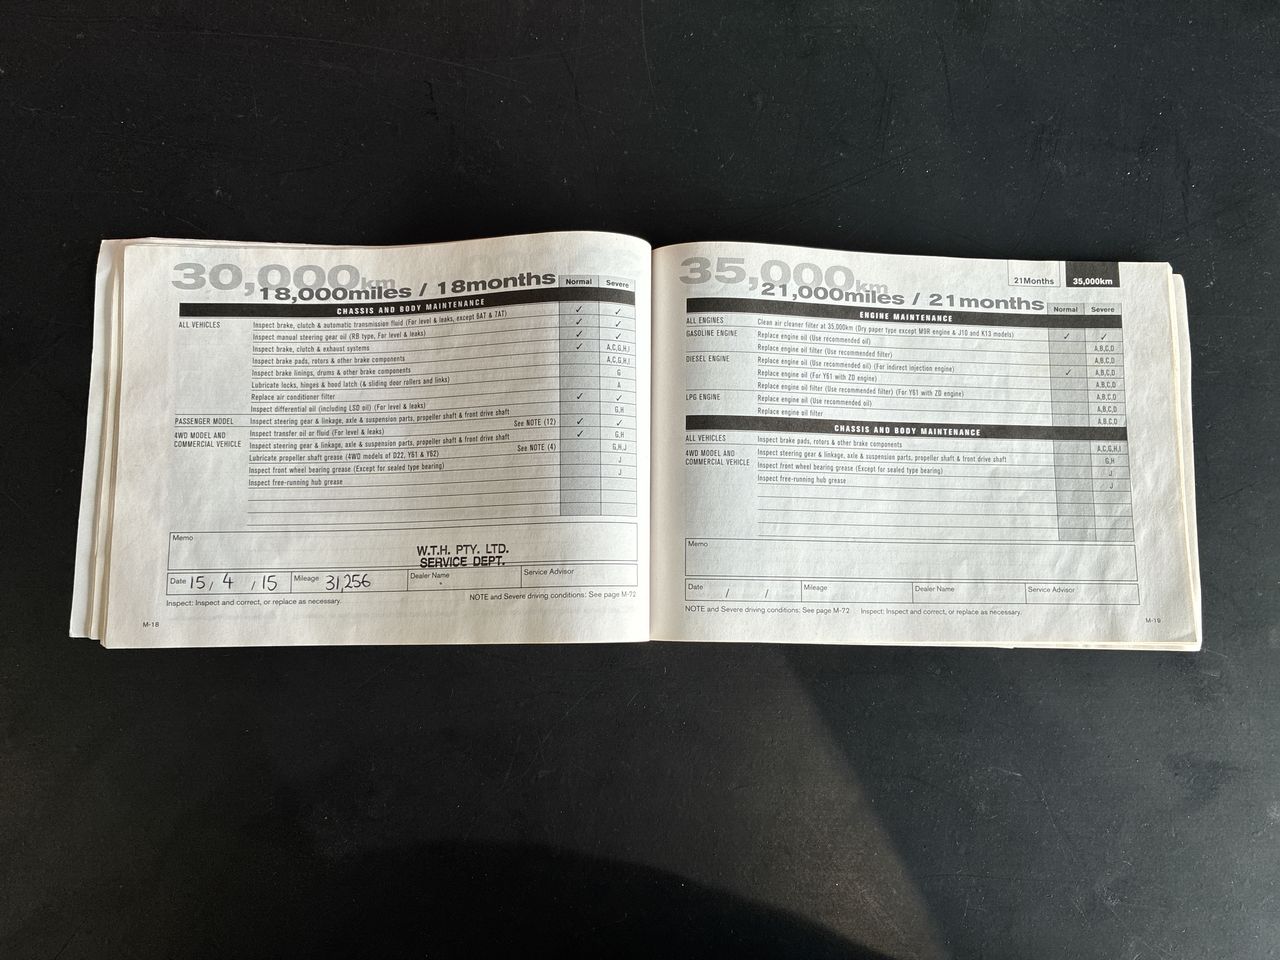 30,000km
18,000miles / 18months
Normal Severe
CHASSIS AND BODY MAINTENANCE
ALL VEHICLES
Inspect brake, clutch & automatic transmission fluid (For level & leaks, except 6AT & 7AT) ✓ ✓
Inspect manual steering gear oil (RB type, For level & leaks) ✓ ✓
Inspect brake, clutch & exhaust systems ✓ ✓
Inspect brake pads, rotors & other brake components A,C,G,H,I
Inspect brake linings, drums & other brake components A,C,G,H,I
Lubricate locks, hinges & hood latch (& sliding door rollers and links) G
Replace air conditioner filter A
Inspect differential oil (including LSD oil) (For level & leaks) ✓ ✓
PASSENGER MODEL
Inspect steering gear & linkage, axle & suspension parts, propeller shaft & front drive shaft G,H
4WD MODEL AND COMMERCIAL VEHICLE
Inspect transfer oil or fluid (For level & leaks) See NOTE (12) ✓ ✓
Inspect steering gear & linkage, axle & suspension parts, propeller shaft & front drive shaft ✓ G,H
Lubricate propeller shaft grease (4WD models of D22, Y61 & Y62) See NOTE (4) G,H,J
Inspect front wheel bearing grease (Except for sealed type bearing) J
Inspect free-running hub grease J
Memo
W.T.H. PTY. LTD.
SERVICE DEPT.
Date 15/ 4 / 15 Mileage 31,256 Dealer Name Service Advisor
Inspect: Inspect and correct, or replace as necessary. NOTE and Severe driving conditions: See page M-72
M-18
35,000km
21,000miles / 21months
21Months 35,000km
Normal Severe
ENGINE MAINTENANCE
ALL ENGINES
Clean air cleaner filter at 35,000km (Dry paper type except M9R engine & J10 and K13 models)
GASOLINE ENGINE
Replace engine oil (Use recommended oil) ✓ ✓
Replace engine oil filter (Use recommended filter) A,B,C,D
DIESEL ENGINE
Replace engine oil (Use recommended oil) (For indirect injection engine) A,B,C,D
Replace engine oil (For Y61 with ZD engine) ✓ A,B,C,D
Replace engine oil filter (Use recommended filter) (For Y61 with ZD engine) A,B,C,D
LPG ENGINE
Replace engine oil (Use recommended oil) A,B,C,D
Replace engine oil filter A,B,C,D
A,B,C,D
CHASSIS AND BODY MAINTENANCE
ALL VEHICLES
Inspect brake pads, rotors & other brake components A,C,G,H,I
4WD MODEL AND COMMERCIAL VEHICLE
Inspect steering gear & linkage, axle & suspension parts, propeller shaft & front drive shaft G,H
Inspect front wheel bearing grease (Except for sealed type bearing) J
Inspect free-running hub grease J
Memo
Date / / Mileage Dealer Name Service Advisor
NOTE and Severe driving conditions: See page M-72 Inspect: Inspect and correct, or replace as necessary.
M-19